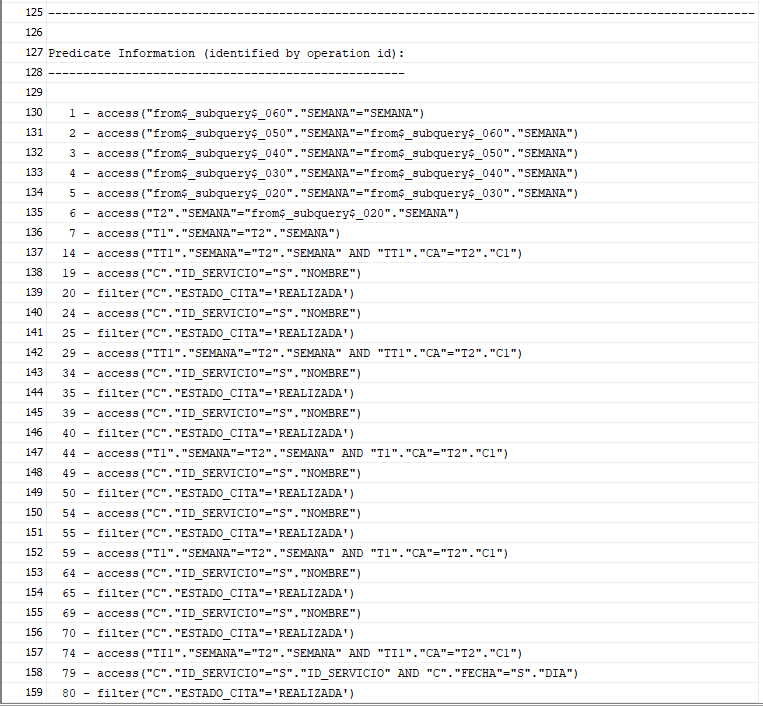 125 -----------------------------------------------------------------------------------------------------
126
127 Predicate Information (identified by operation id):
128 ---------------------------------------------------
129
130    1 - access("from$_subquery$_060"."SEMANA"="SEMANA")
131    2 - access("from$_subquery$_050"."SEMANA"="from$_subquery$_060"."SEMANA")
132    3 - access("from$_subquery$_040"."SEMANA"="from$_subquery$_050"."SEMANA")
133    4 - access("from$_subquery$_030"."SEMANA"="from$_subquery$_040"."SEMANA")
134    5 - access("from$_subquery$_020"."SEMANA"="from$_subquery$_030"."SEMANA")
135    6 - access("T2"."SEMANA"="from$_subquery$_020"."SEMANA")
136    7 - access("T1"."SEMANA"="T2"."SEMANA")
137   14 - access("TT1"."SEMANA"="T2"."SEMANA" AND "TT1"."CA"="T2"."C1")
138   19 - access("C"."ID_SERVICIO"="S"."NOMBRE")
139   20 - filter("C"."ESTADO_CITA"='REALIZADA')
140   24 - access("C"."ID_SERVICIO"="S"."NOMBRE")
141   25 - filter("C"."ESTADO_CITA"='REALIZADA')
142   29 - access("TT1"."SEMANA"="T2"."SEMANA" AND "TT1"."CA"="T2"."C1")
143   34 - access("C"."ID_SERVICIO"="S"."NOMBRE")
144   35 - filter("C"."ESTADO_CITA"='REALIZADA')
145   39 - access("C"."ID_SERVICIO"="S"."NOMBRE")
146   40 - filter("C"."ESTADO_CITA"='REALIZADA')
147   44 - access("T1"."SEMANA"="T2"."SEMANA" AND "T1"."CA"="T2"."C1")
148   49 - access("C"."ID_SERVICIO"="S"."NOMBRE")
149   50 - filter("C"."ESTADO_CITA"='REALIZADA')
150   54 - access("C"."ID_SERVICIO"="S"."NOMBRE")
151   55 - filter("C"."ESTADO_CITA"='REALIZADA')
152   59 - access("T1"."SEMANA"="T2"."SEMANA" AND "T1"."CA"="T2"."C1")
153   64 - access("C"."ID_SERVICIO"="S"."NOMBRE")
154   65 - filter("C"."ESTADO_CITA"='REALIZADA')
155   69 - access("C"."ID_SERVICIO"="S"."NOMBRE")
156   70 - filter("C"."ESTADO_CITA"='REALIZADA')
157   74 - access("TI1"."SEMANA"="T2"."SEMANA" AND "TI1"."CA"="T2"."C1")
158   79 - access("C"."ID_SERVICIO"="S"."ID_SERVICIO" AND "C"."FECHA"="S"."DIA")
159   80 - filter("C"."ESTADO_CITA"='REALIZADA')